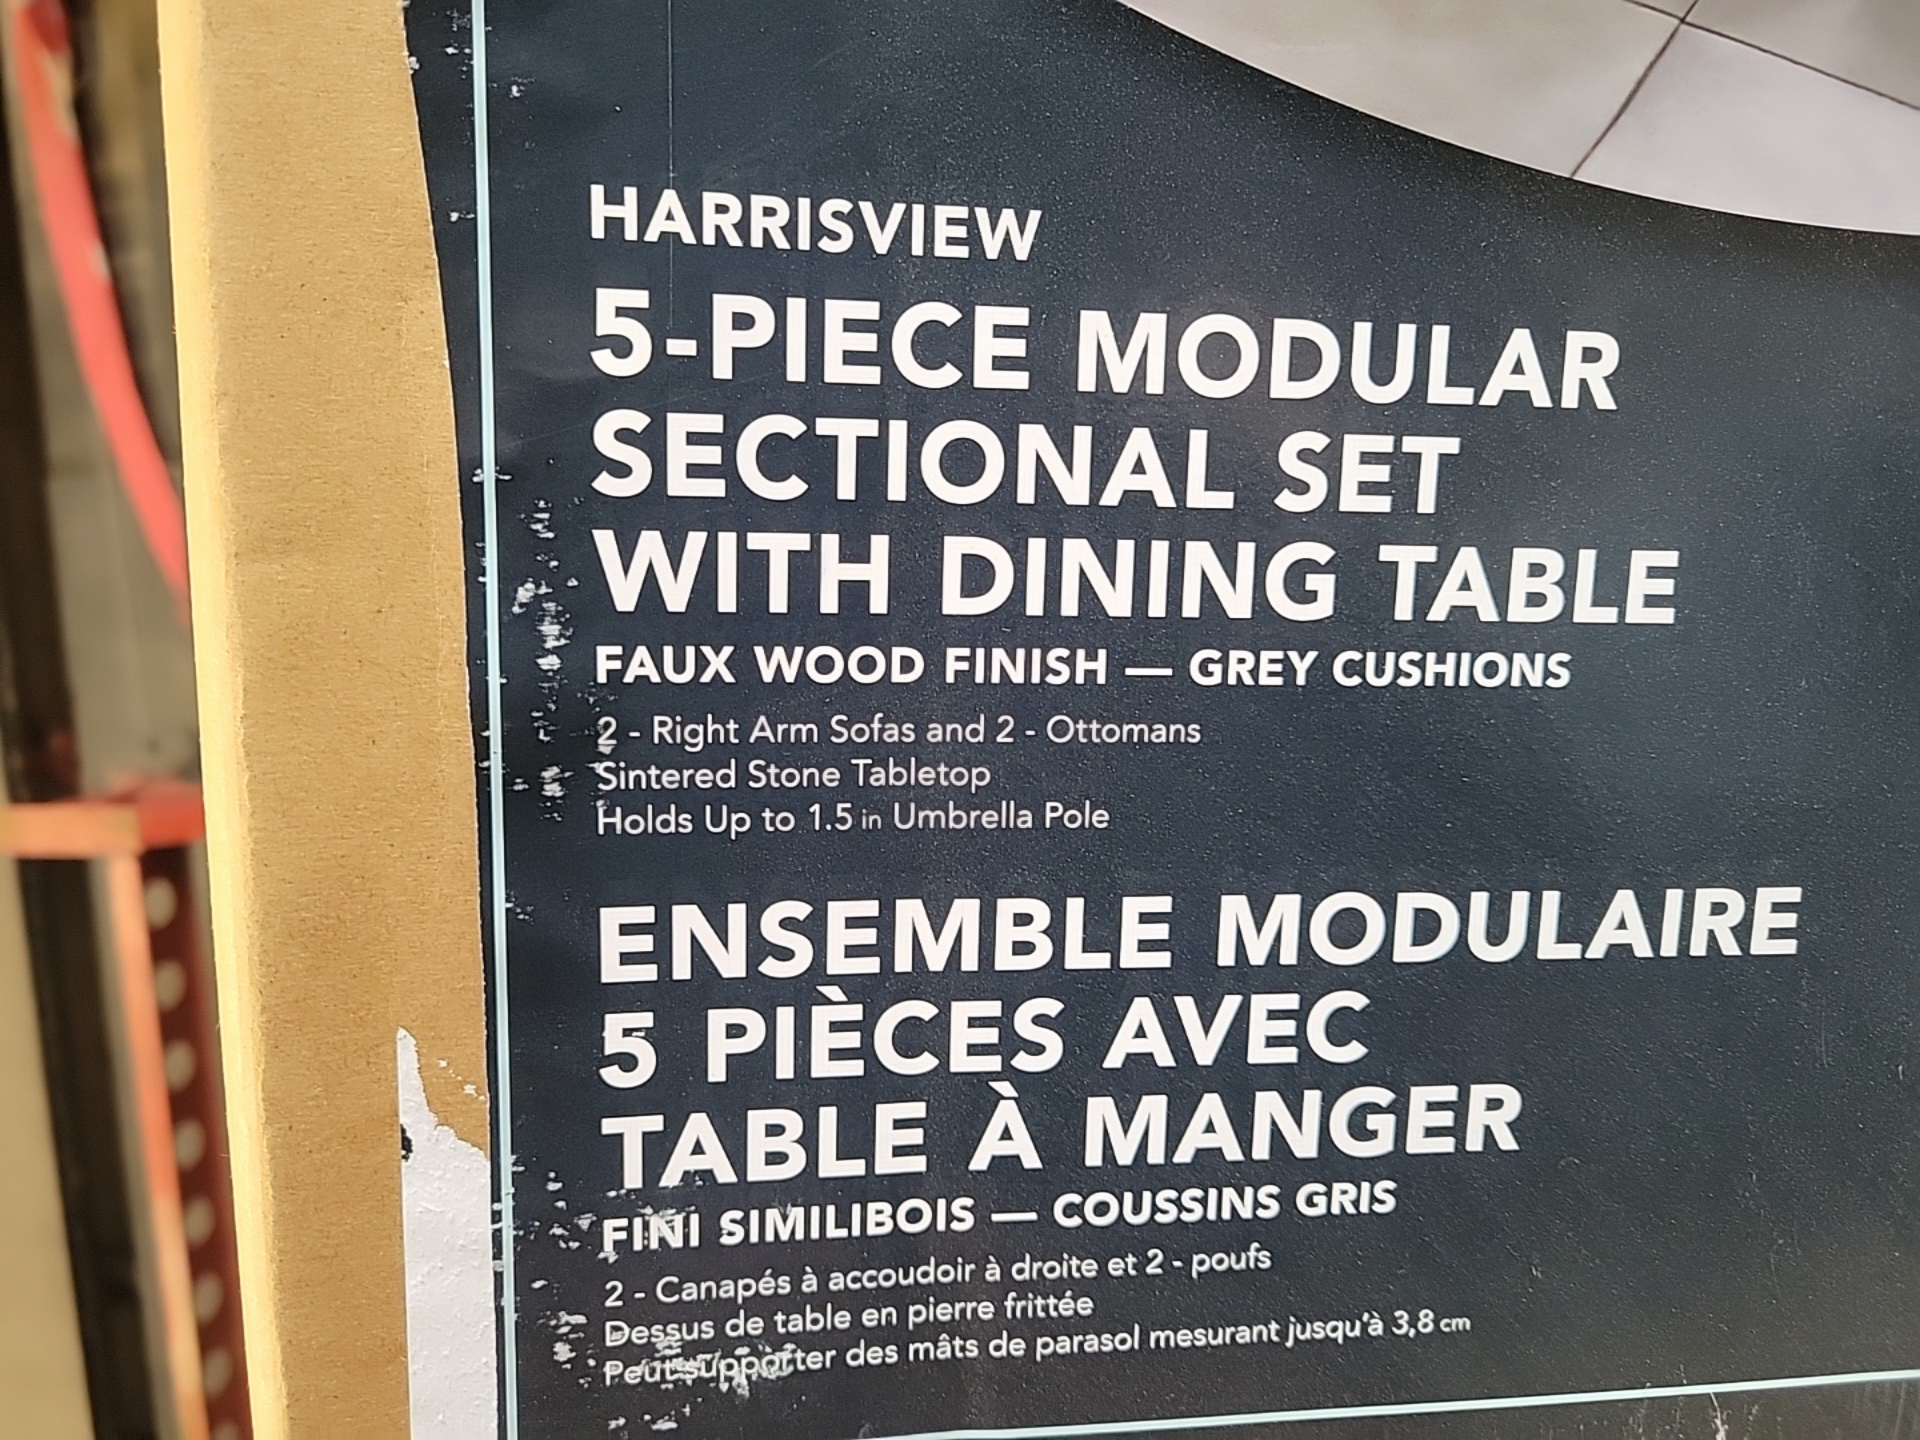 HARRISVIEW
5-PIECE MODULAR
SECTIONAL SET
WITH DINING TABLE
FAUX WOOD FINISH — GREY CUSHIONS
2 - Right Arm Sofas and 2 - Ottomans
Sintered Stone Tabletop
Holds Up to 1.5 in Umbrella Pole
ENSEMBLE MODULAIRE
5 PIÈCES AVEC
TABLE À MANGER
FINI SIMILIBOIS — COUSSINS GRIS
2 - Canapés à accoudoir à droite et 2 - poufs
Dessus de table en pierre frittée
Peut supporter des mâts de parasol mesurant jusqu'à 3,8 cm